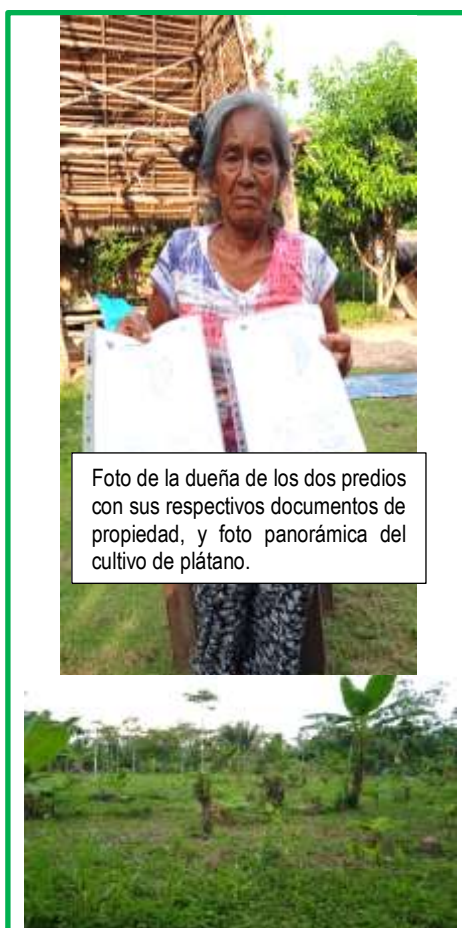 Foto de la dueña de los dos predios
con sus respectivos documentos de
propiedad, y foto panorámica del
cultivo de plátano.